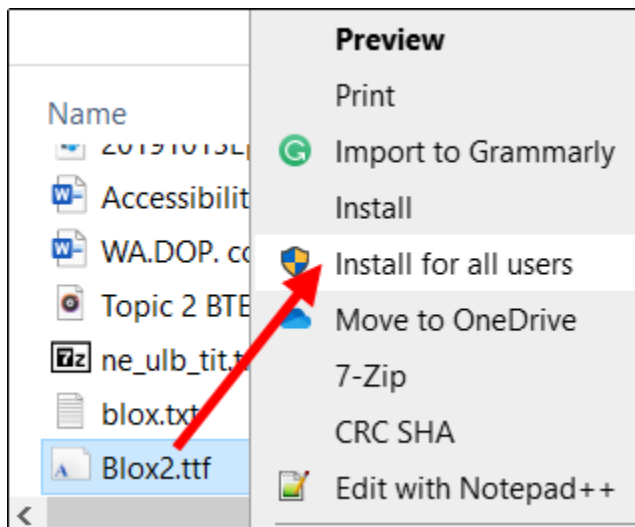 Name
Accessibilit
WA.DOP. co
Topic 2 BTE
ne_ulb_tit.t
blox.txt
Blox2.ttf
Preview
Print
Import to Grammarly
Install
Install for all users
Move to OneDrive
7-Zip
CRC SHA
Edit with Notepad++